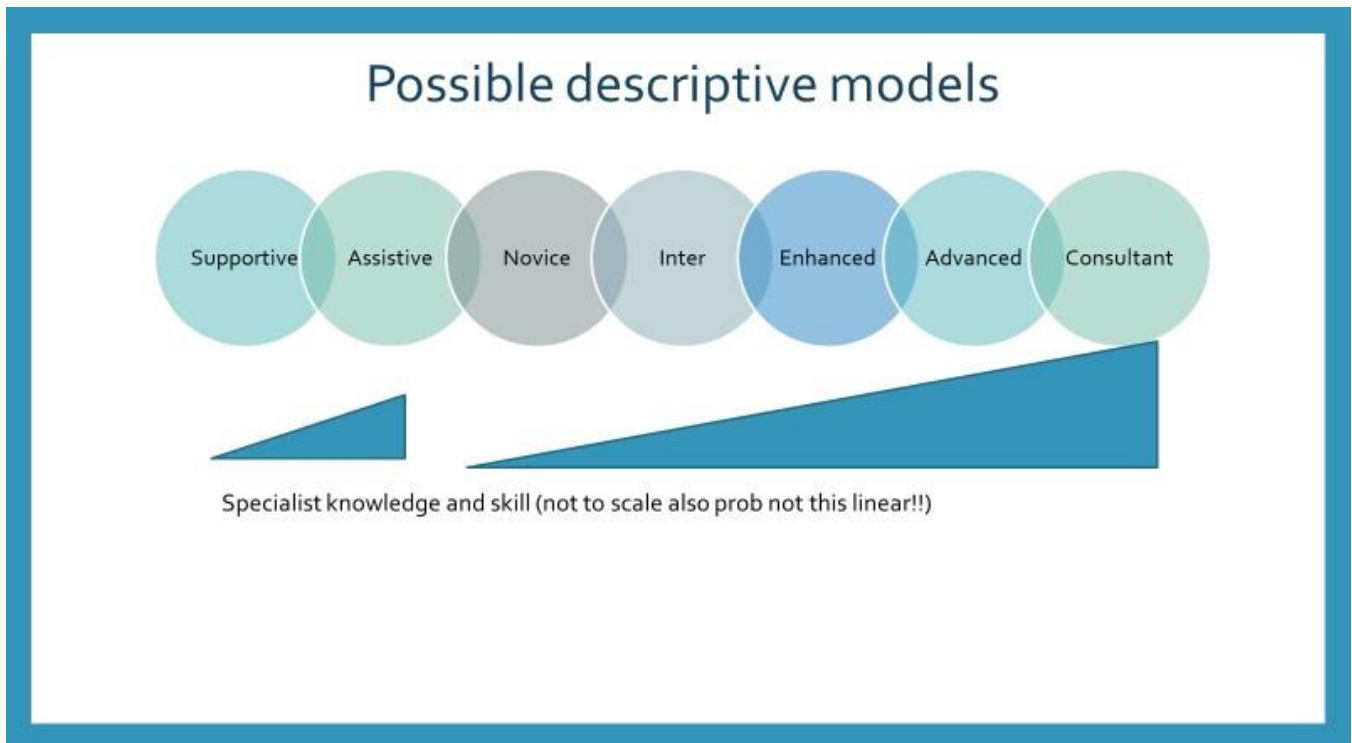 Possible descriptive models
Supportive
Assistive
Novice
Inter
Enhanced
Advanced
Consultant
Specialist knowledge and skill (not to scale also prob not this linear!!)